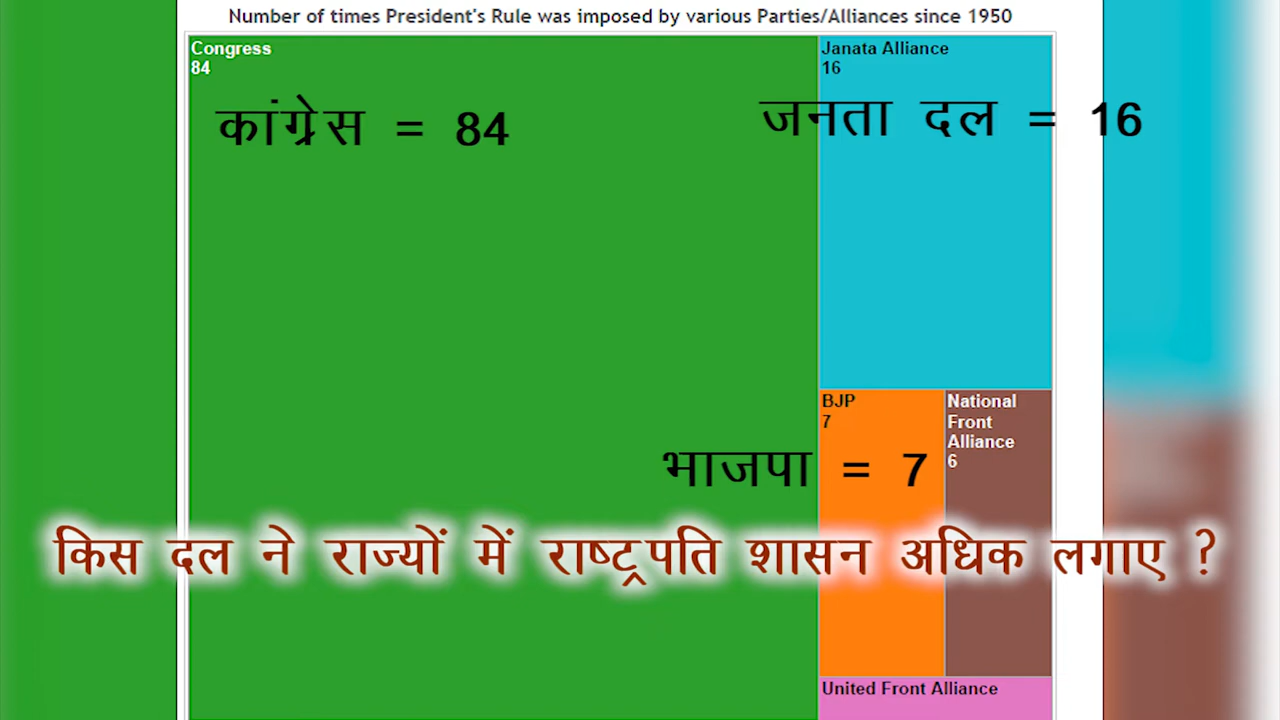 Number of times President's Rule was imposed by various Parties/Alliances since 1950
Congress
84
Janata Alliance
16
कांग्रेस = 84
जनता दल = 16
BJP
7
National
Front
Alliance
6
भाजपा = 7
किस दल ने राज्यों में राष्ट्रपति शासन अधिक लगाए ?
United Front Alliance